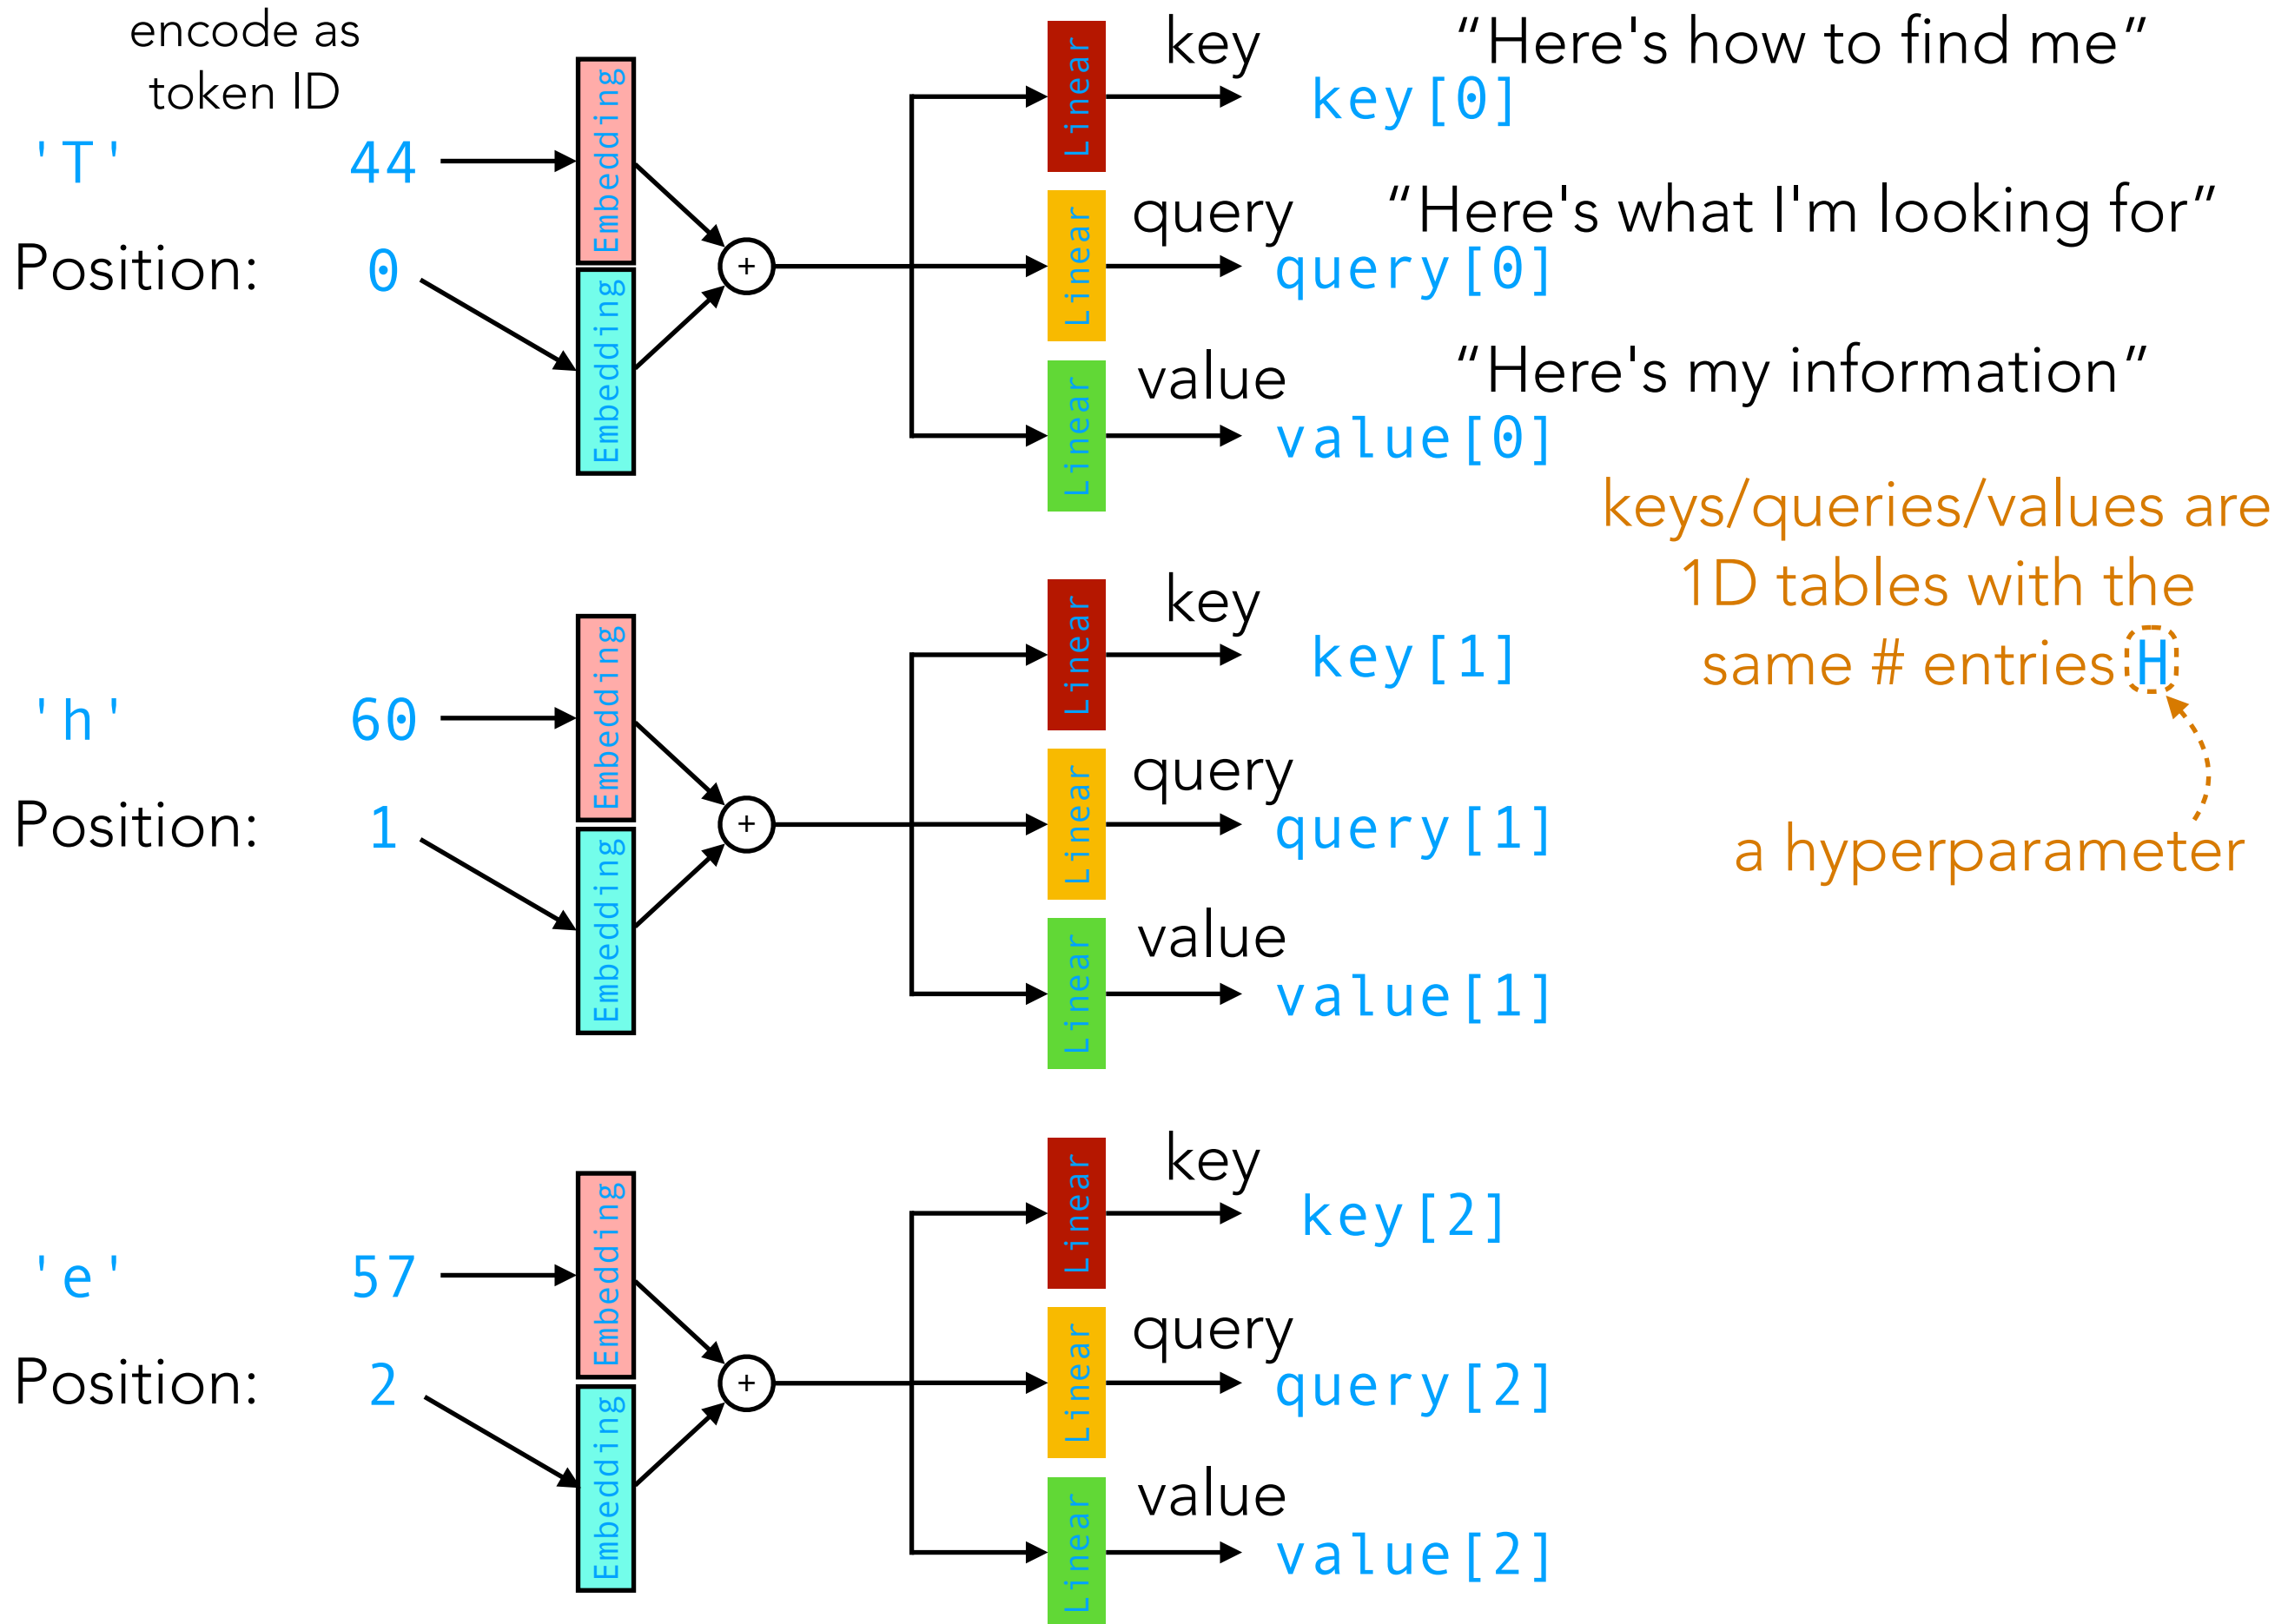 encode as
token ID
'T' 44
Position: 0
Embedding
Embedding
+
Linear
key
"Here's how to find me"
key[0]
Linear
query
"Here's what I'm looking for"
query[0]
Linear
value
"Here's my information"
value[0]
keys/queries/values are
1D tables with the
same # entries H
a hyperparameter
'h' 60
Position: 1
Embedding
Embedding
+
Linear
key
key[1]
Linear
query
query[1]
Linear
value
value[1]
'e' 57
Position: 2
Embedding
Embedding
+
Linear
key
key[2]
Linear
query
query[2]
Linear
value
value[2]